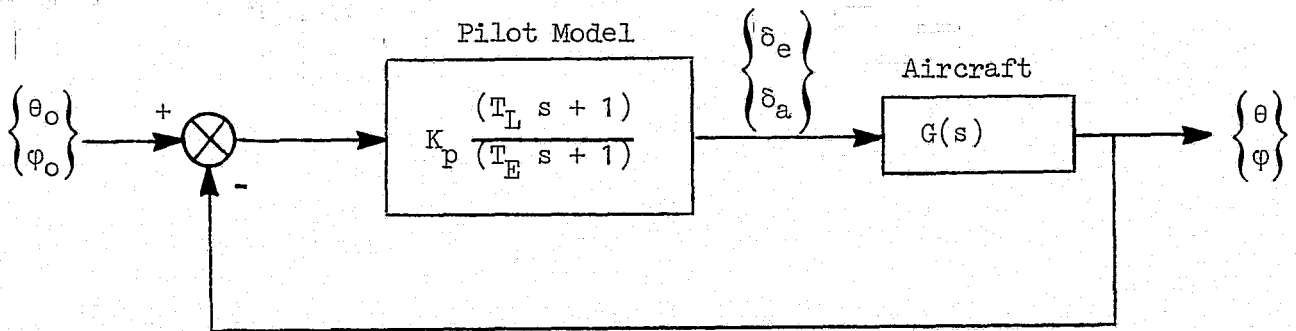 Pilot Model
{δe δa}
Aircraft
{θo φo}
+
-
Kp (TL s + 1) / (TE s + 1)
G(s)
{θ φ}